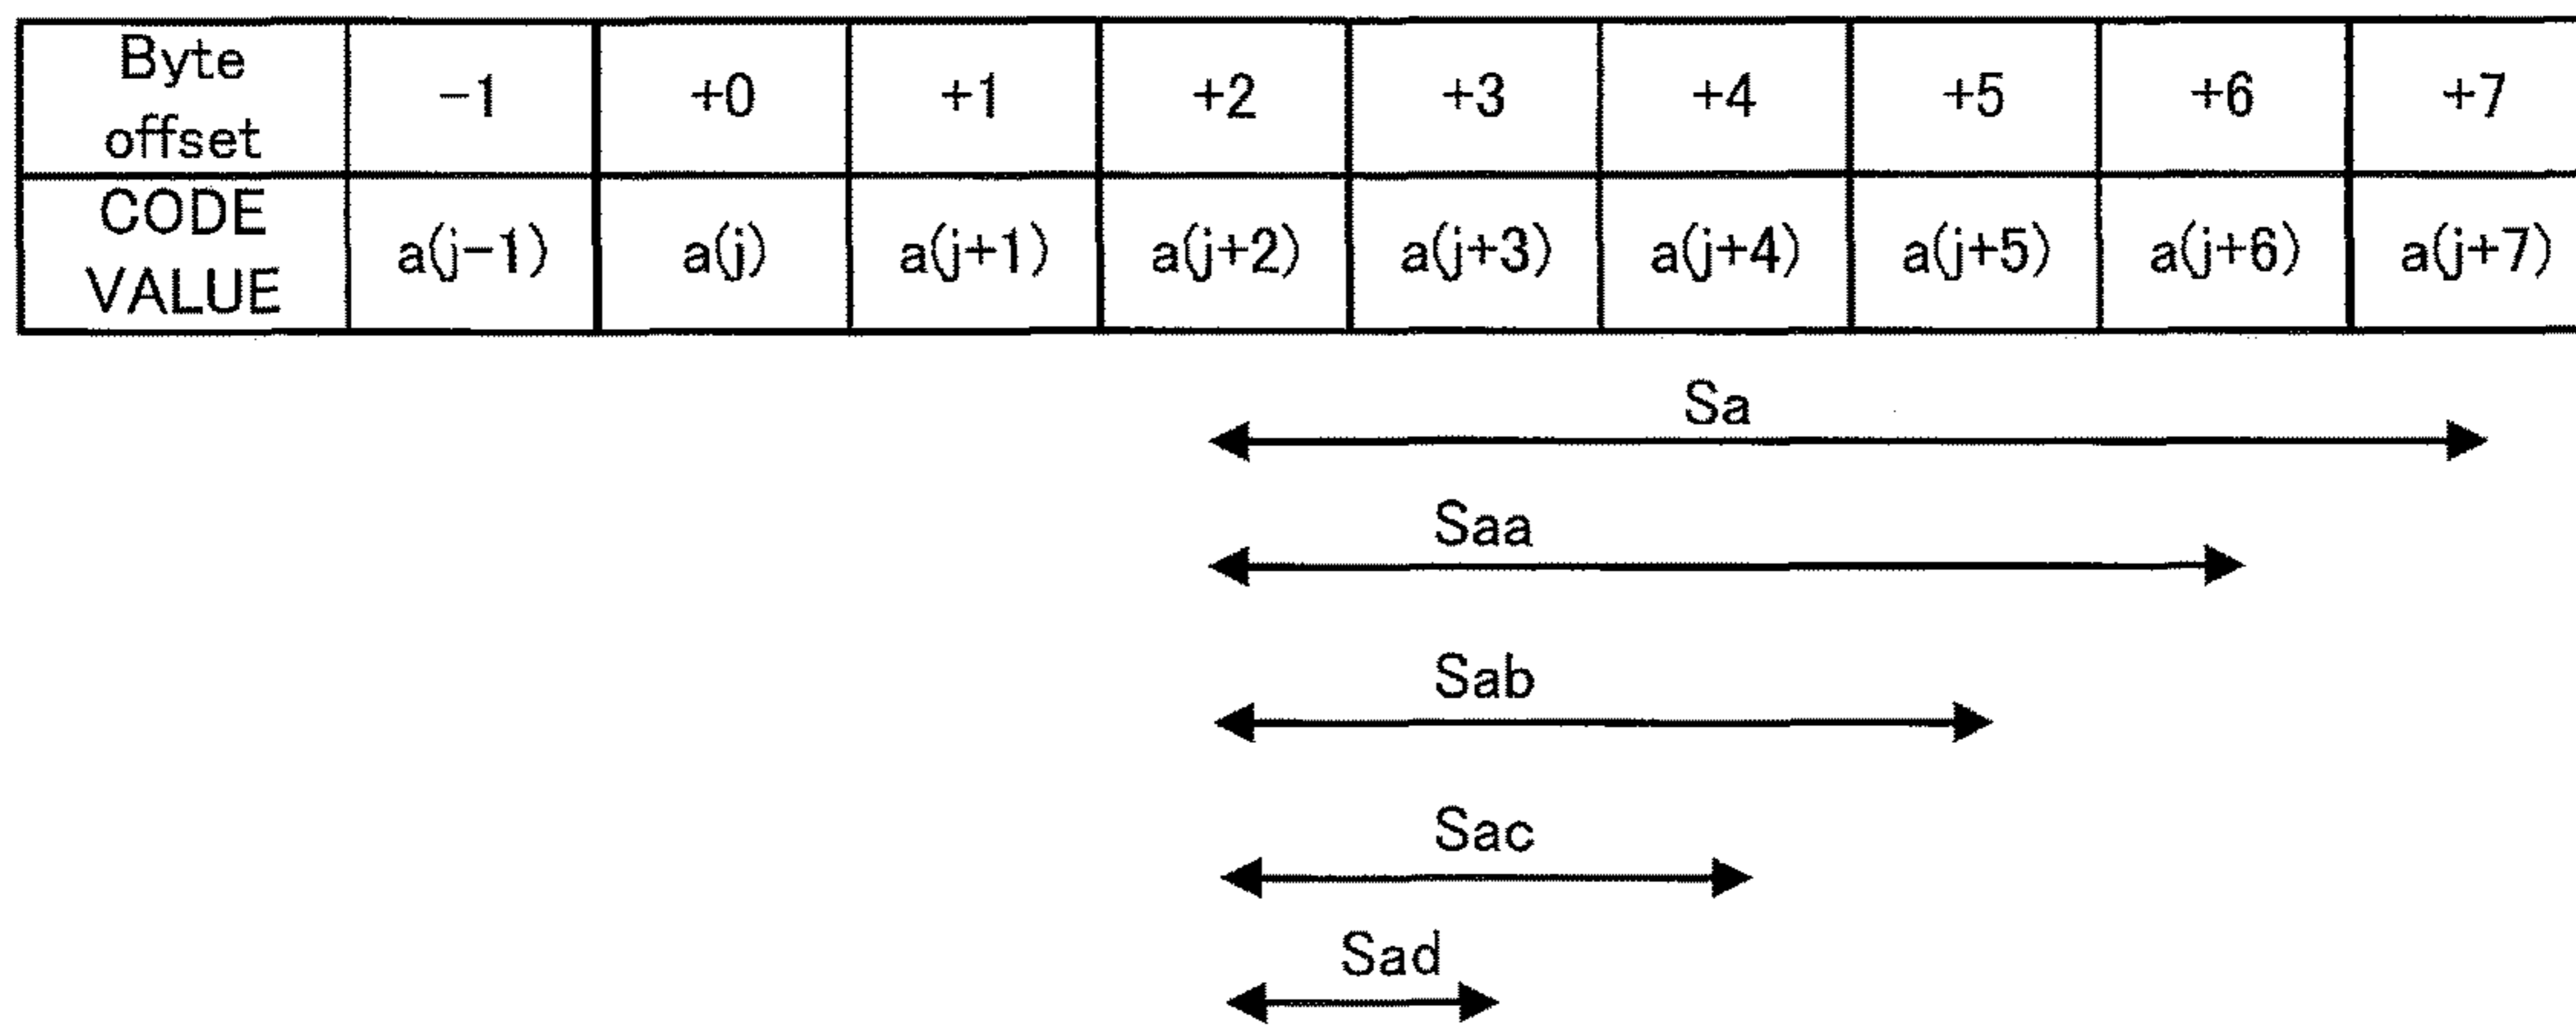 Byte offset -1 +0 +1 +2 +3 +4 +5 +6 +7
CODE VALUE a(j-1) a(j) a(j+1) a(j+2) a(j+3) a(j+4) a(j+5) a(j+6) a(j+7)
Sa
Saa
Sab
Sac
Sad